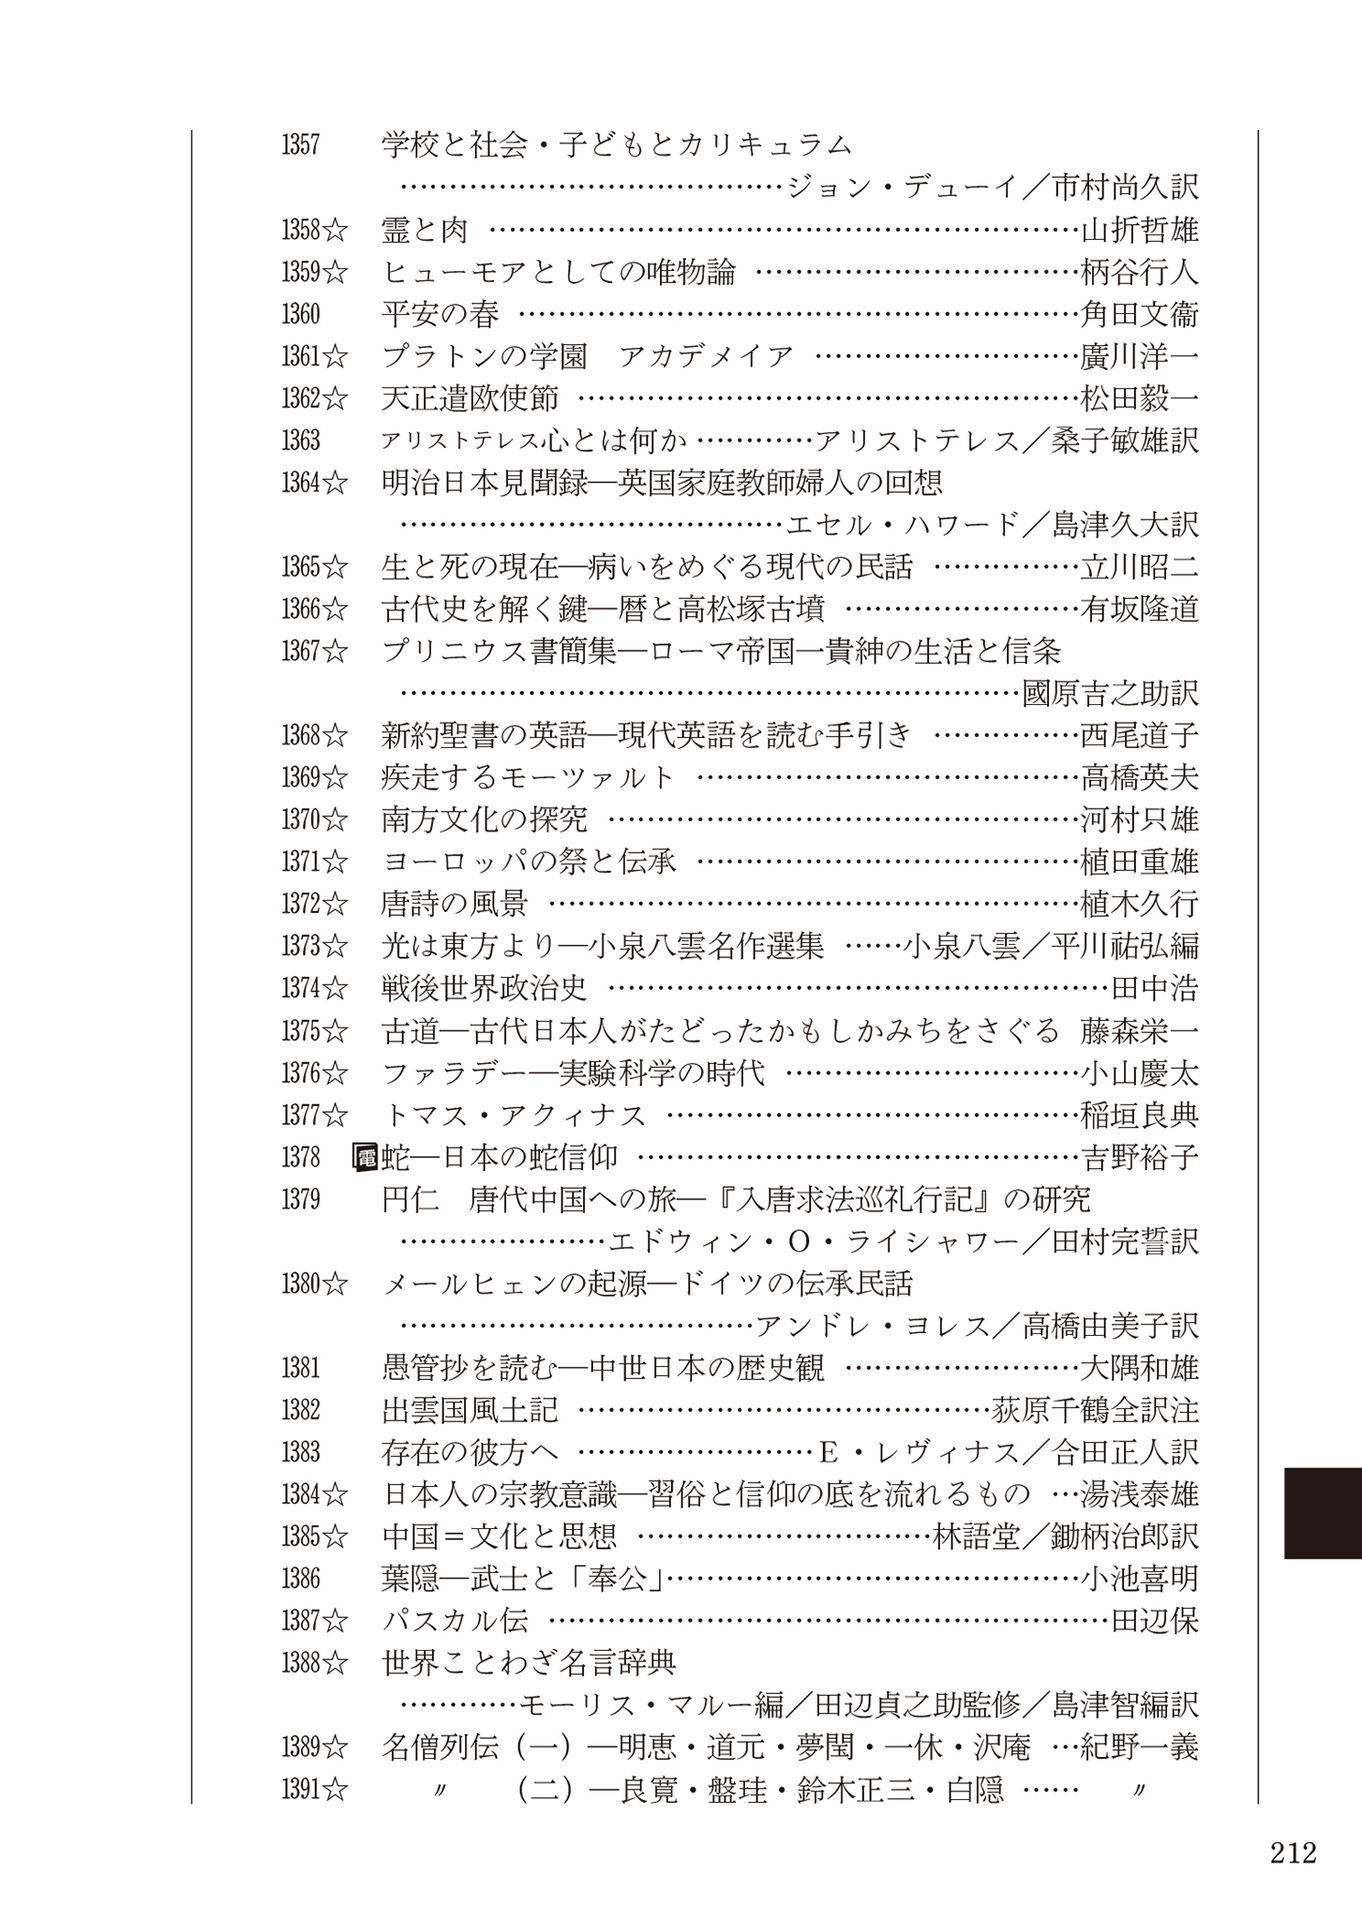 1357 学校と社会・子どもとカリキュラム
…………………………………ジョン・デューイ／市村尚久訳
1358☆ 霊と肉 ……………………………………………………山折哲雄
1359☆ ヒューモアとしての唯物論 ……………………………柄谷行人
1360 平安の春 …………………………………………………角田文衞
1361☆ プラトンの学園　アカデメイア ………………………廣川洋一
1362☆ 天正遣欧使節 ……………………………………………松田毅一
1363 アリストテレス心とは何か …………アリストテレス／桑子敏雄訳
1364☆ 明治日本見聞録―英国家庭教師婦人の回想
…………………………………エセル・ハワード／島津久大訳
1365☆ 生と死の現在―病いをめぐる現代の民話 ……………立川昭二
1366☆ 古代史を解く鍵―暦と高松塚古墳 ……………………有坂隆道
1367☆ プリニウス書簡集―ローマ帝国一貴紳の生活と信条
………………………………………………………國原吉之助訳
1368☆ 新約聖書の英語―現代英語を読む手引き ……………西尾道子
1369☆ 疾走するモーツァルト …………………………………高橋英夫
1370☆ 南方文化の探究 …………………………………………河村只雄
1371☆ ヨーロッパの祭と伝承 …………………………………植田重雄
1372☆ 唐詩の風景 ………………………………………………植木久行
1373☆ 光は東方より―小泉八雲名作選集 ……小泉八雲／平川祐弘編
1374☆ 戦後世界政治史 ……………………………………………田中浩
1375☆ 古道―古代日本人がたどったかもしかみちをさぐる 藤森栄一
1376☆ ファラデー―実験科学の時代 …………………………小山慶太
1377☆ トマス・アクィナス ……………………………………稲垣良典
1378 電蛇―日本の蛇信仰 ………………………………………吉野裕子
1379 円仁　唐代中国への旅―『入唐求法巡礼行記』の研究
…………………エドウィン・Ｏ・ライシャワー／田村完誓訳
1380☆ メールヒェンの起源―ドイツの伝承民話
………………………………アンドレ・ヨレス／高橋由美子訳
1381 愚管抄を読む―中世日本の歴史観 ……………………大隅和雄
1382 出雲国風土記 ……………………………………荻原千鶴全訳注
1383 存在の彼方へ ……………………Ｅ・レヴィナス／合田正人訳
1384☆ 日本人の宗教意識―習俗と信仰の底を流れるもの …湯浅泰雄
1385☆ 中国＝文化と思想 …………………………林語堂／鋤柄治郎訳
1386 葉隠―武士と「奉公」……………………………………小池喜明
1387☆ パスカル伝 …………………………………………………田辺保
1388☆ 世界ことわざ名言辞典
…………モーリス・マルー編／田辺貞之助監修／島津智編訳
1389☆ 名僧列伝（一）―明恵・道元・夢窓・一休・沢庵 …紀野一義
1391☆ 〃 （二）―良寛・盤珪・鈴木正三・白隠 …… 〃
212